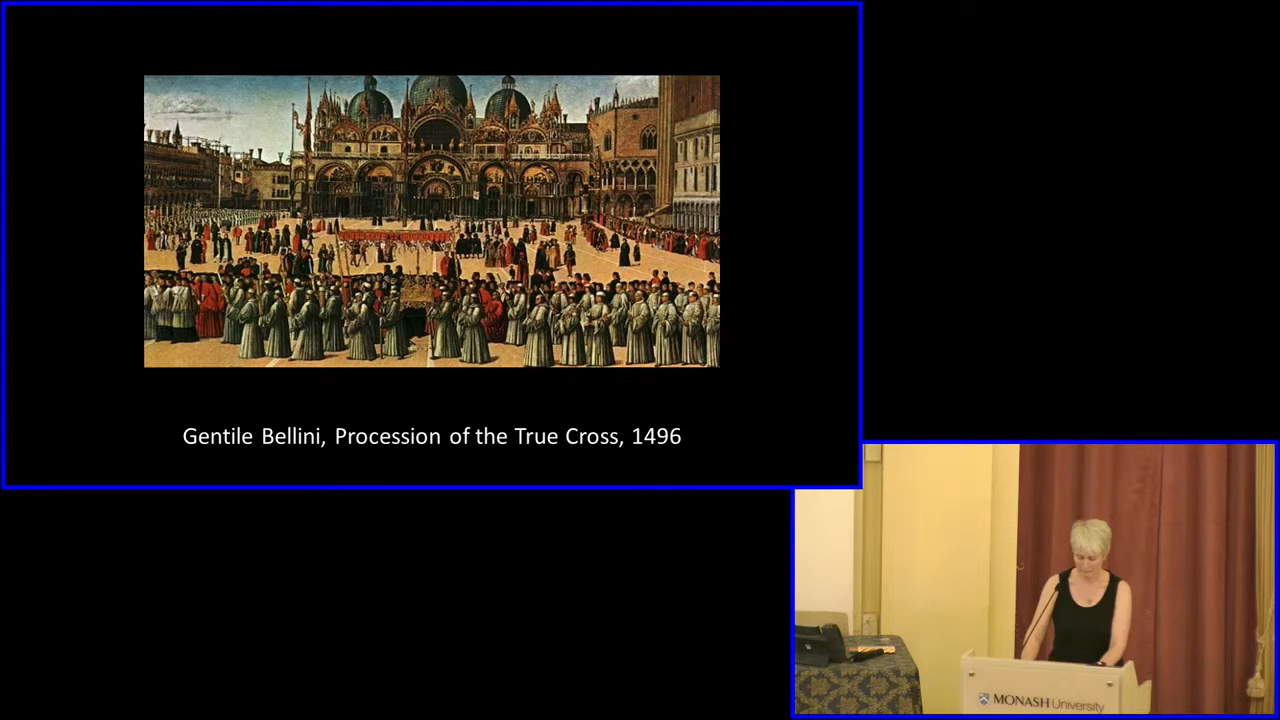 Gentile Bellini, Procession of the True Cross, 1496
MONASH University